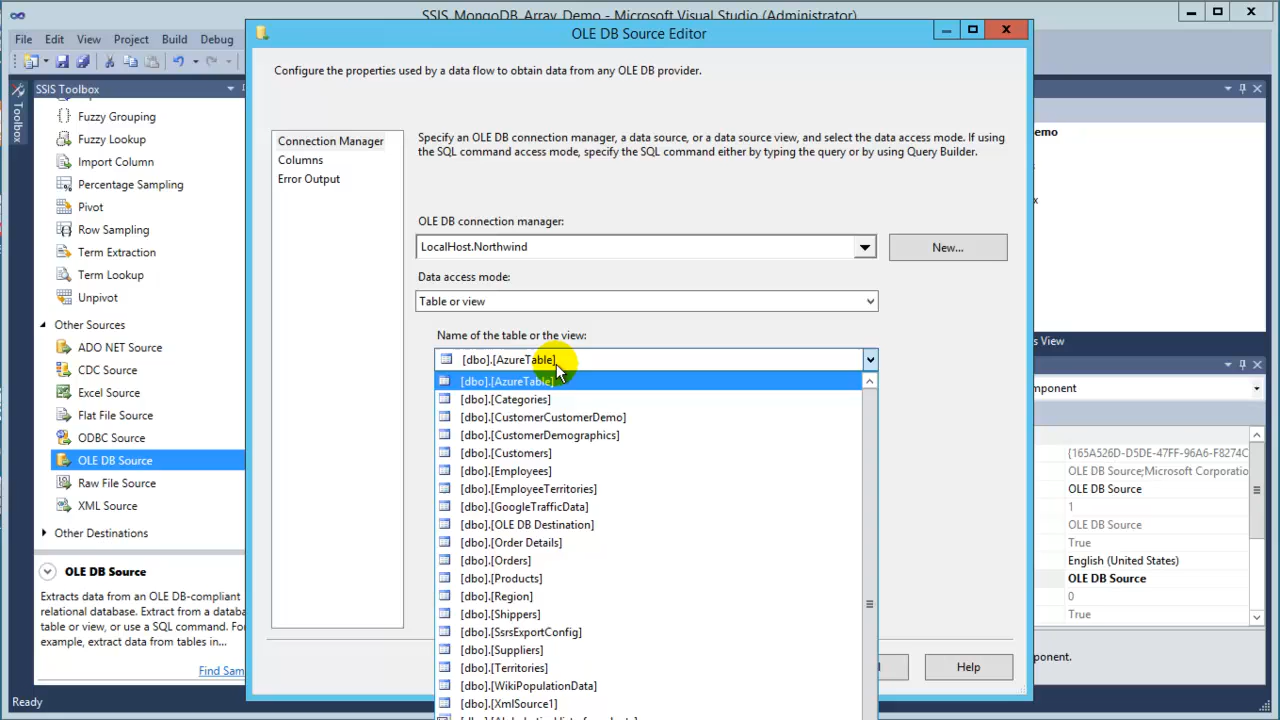 SSIS_MongoDB_Array_Demo - Microsoft Visual Studio (Administrator)
OLE DB Source Editor
File Edit View Project Build Debug
Configure the properties used by a data flow to obtain data from any OLE DB provider.
SSIS Toolbox
Toolbox
Fuzzy Grouping
Fuzzy Lookup
Import Column
Percentage Sampling
Pivot
Row Sampling
Term Extraction
Term Lookup
Unpivot
Other Sources
ADO NET Source
CDC Source
Excel Source
Flat File Source
ODBC Source
OLE DB Source
Raw File Source
XML Source
Other Destinations
OLE DB Source
Extracts data from an OLE DB-compliant
relational database. Extract from a databa
table or view, or use a SQL command. For
example, extract data from tables in...
Find Sam
Ready
Connection Manager
Columns
Error Output
Specify an OLE DB connection manager, a data source, or a data source view, and select the data access mode. If using
the SQL command access mode, specify the SQL command either by typing the query or by using Query Builder.
OLE DB connection manager:
LocalHost.Northwind
New...
Data access mode:
Table or view
Name of the table or the view:
[dbo].[AzureTable]
[dbo].[AzureTable]
[dbo].[Categories]
[dbo].[CustomerCustomerDemo]
[dbo].[CustomerDemographics]
[dbo].[Customers]
[dbo].[Employees]
[dbo].[EmployeeTerritories]
[dbo].[GoogleTrafficData]
[dbo].[OLE DB Destination]
[dbo].[Order Details]
[dbo].[Orders]
[dbo].[Products]
[dbo].[Region]
[dbo].[Shippers]
[dbo].[SsrsExportConfig]
[dbo].[Suppliers]
[dbo].[Territories]
[dbo].[WikiPopulationData]
[dbo].[XmlSource1]
Help
emo
s View
mponent
{165A526D-D5DE-47FF-96A6-F8274C
OLE DB Source;Microsoft Corporatio
OLE DB Source
1
OLE DB Source
True
English (United States)
OLE DB Source
0
True
ponent.